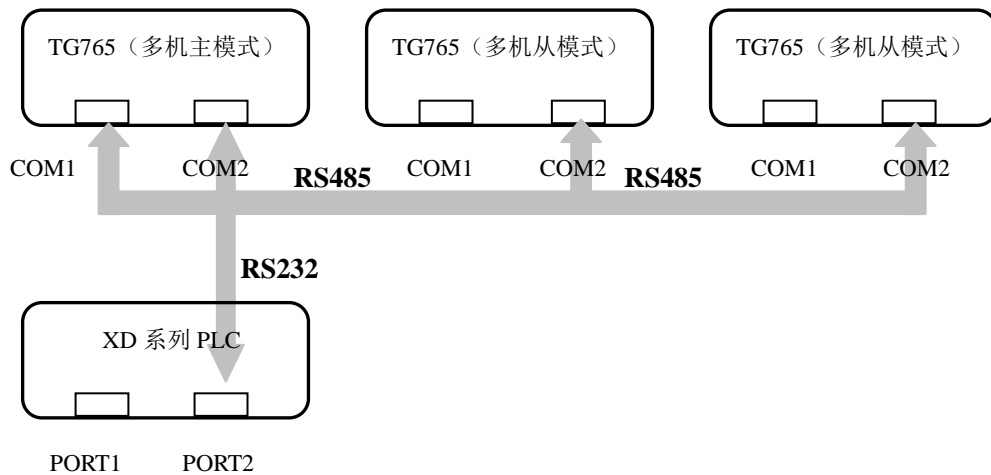 TG765（多机主模式）
TG765（多机从模式）
TG765（多机从模式）
COM1
COM2
COM1
COM2
COM1
COM2
RS485
RS485
RS232
XD 系列 PLC
PORT1
PORT2